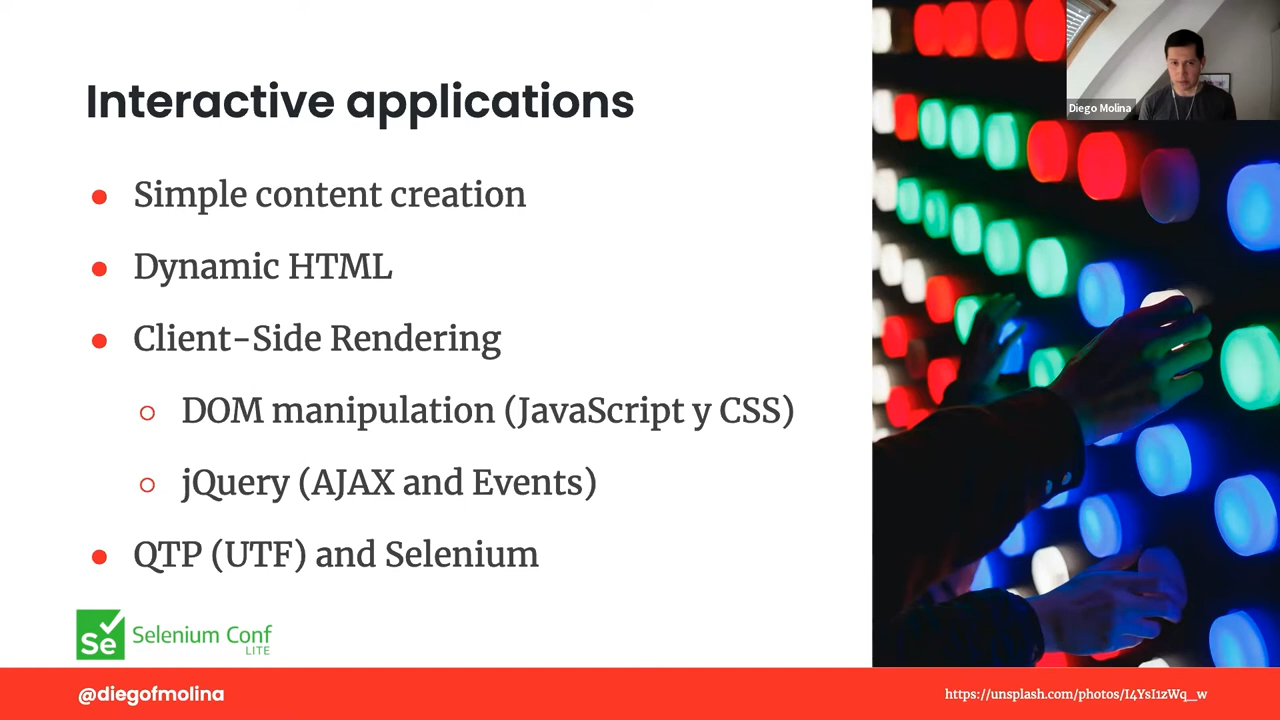 Interactive applications
Simple content creation
Dynamic HTML
Client-Side Rendering
DOM manipulation (JavaScript y CSS)
jQuery (AJAX and Events)
QTP (UTF) and Selenium
Se Selenium Conf
LITE
@diegofmolina
https://unsplash.com/photos/I4YsI1zWq_w
Diego Molina